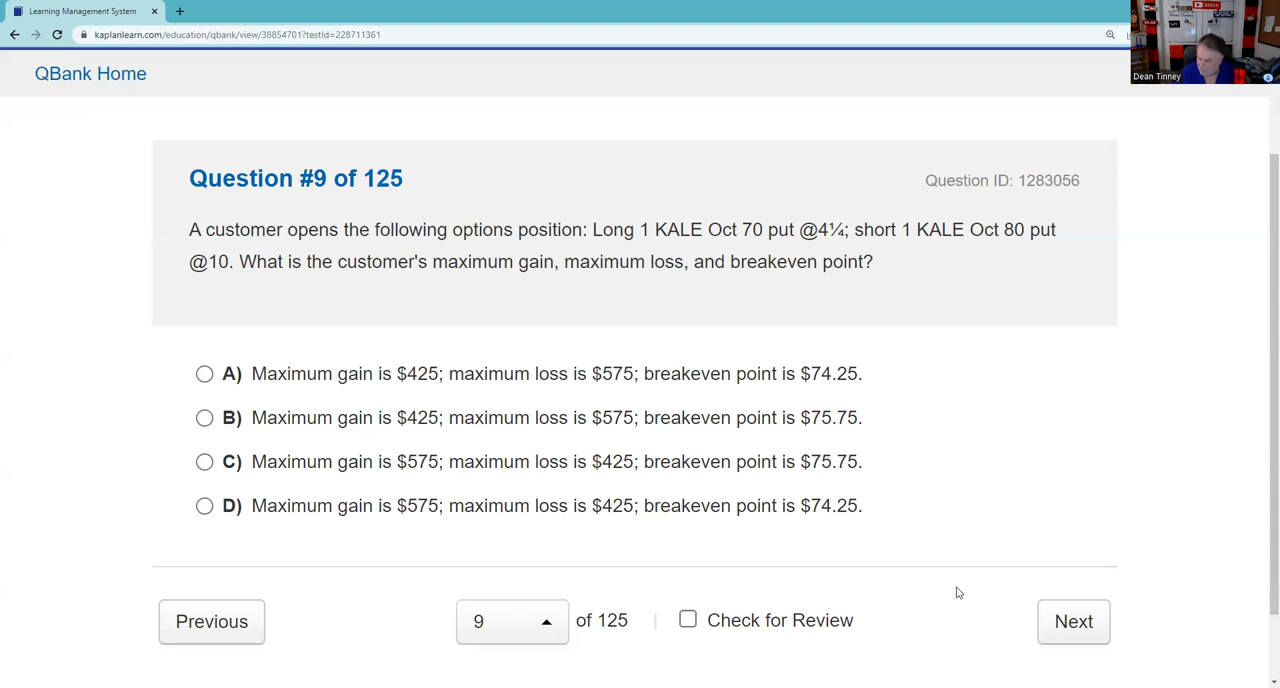 Learning Management System
kaplanlearn.com/education/qbank/view/38854701?testId=228711361
Dean Tinney
QBank Home
Question #9 of 125
Question ID: 1283056
A customer opens the following options position: Long 1 KALE Oct 70 put @4¼; short 1 KALE Oct 80 put
@10. What is the customer's maximum gain, maximum loss, and breakeven point?
A) Maximum gain is $425; maximum loss is $575; breakeven point is $74.25.
B) Maximum gain is $425; maximum loss is $575; breakeven point is $75.75.
C) Maximum gain is $575; maximum loss is $425; breakeven point is $75.75.
D) Maximum gain is $575; maximum loss is $425; breakeven point is $74.25.
Previous
9
of 125
Check for Review
Next